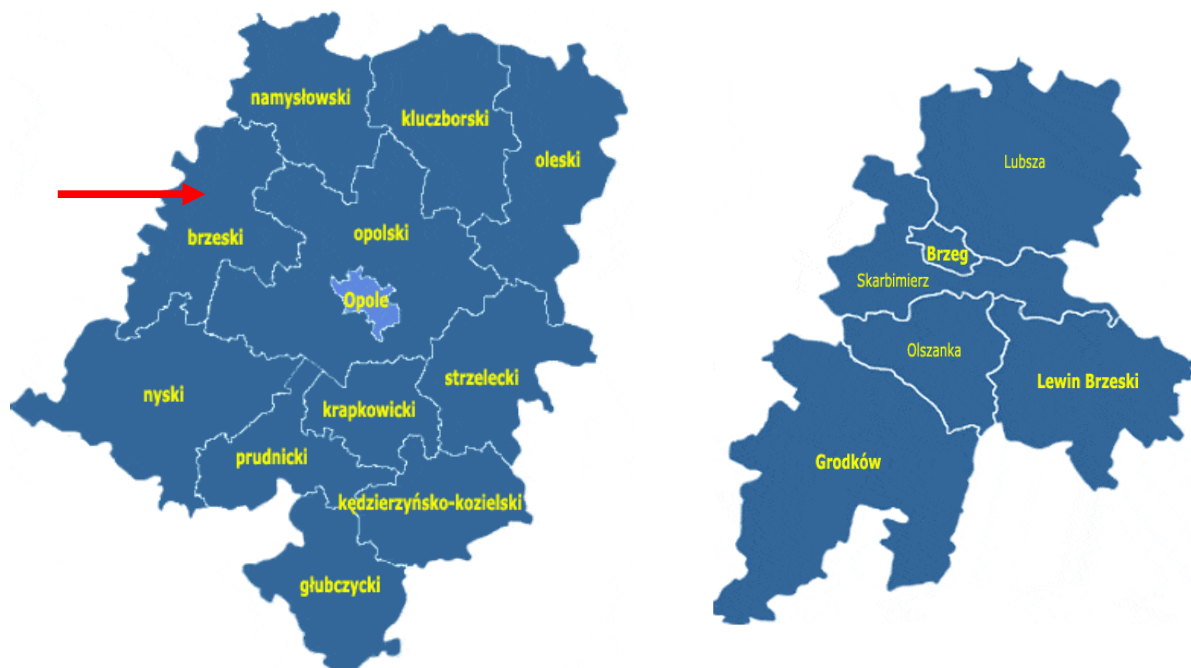 namysłowski
kluczborski
oleski
brzeski
opolski
Opole
nyski
strzelecki
krapkowicki
prudnicki
kędzierzyńsko-kozielski
głubczycki
Lubsza
Brzeg
Skarbimierz
Olszanka
Lewin Brzeski
Grodków